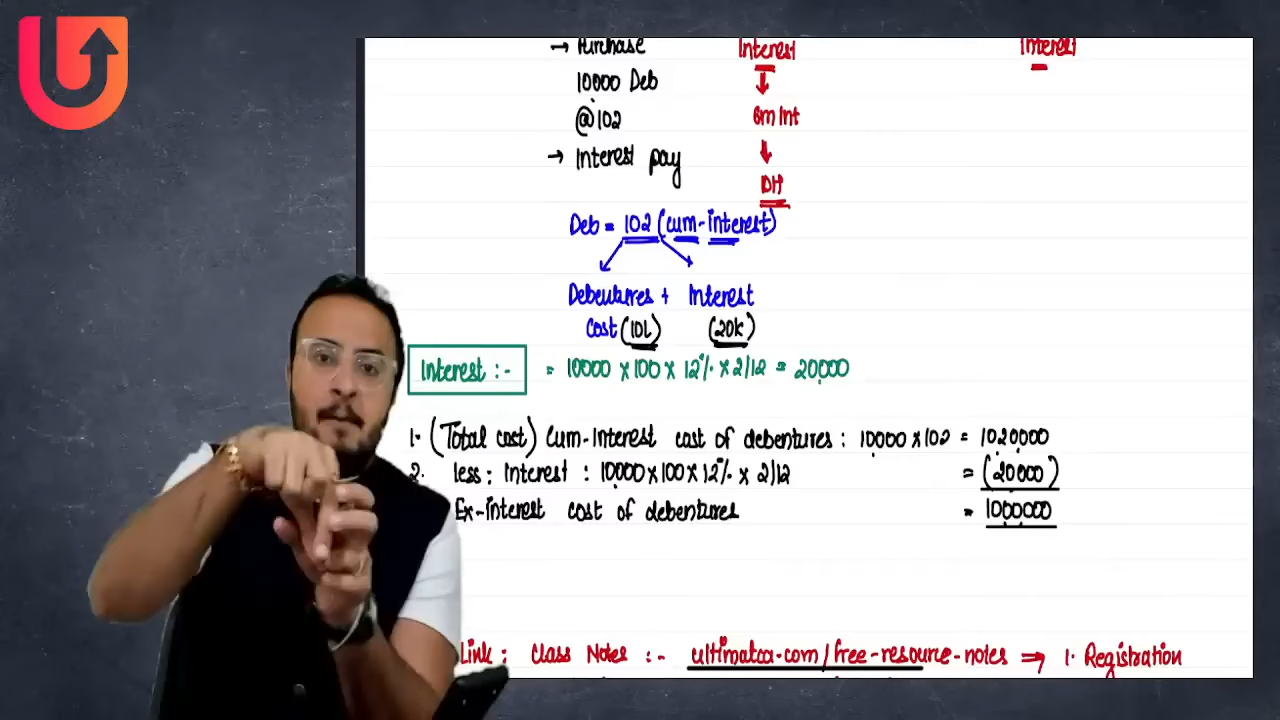 → Purchase
Interest
Interest
10000 Deb
@102
6m Int
→ Interest pay
DH
Deb = 102 (cum-interest)
Debentures + Interest
cost (10L) (20K)
Interest :- = 10000 x 100 x 12% x 2/12 = 20,000
1. (Total cost) Cum-Interest cost of debentures : 10000 x 102 = 1020000
2. less : Interest : 10000 x 100 x 12% x 2/12 = (20000)
Ex-interest cost of debentures = 1000000
Link : Class Notes :- ultimatca.com/free-resource-notes ⇒ 1. Registration